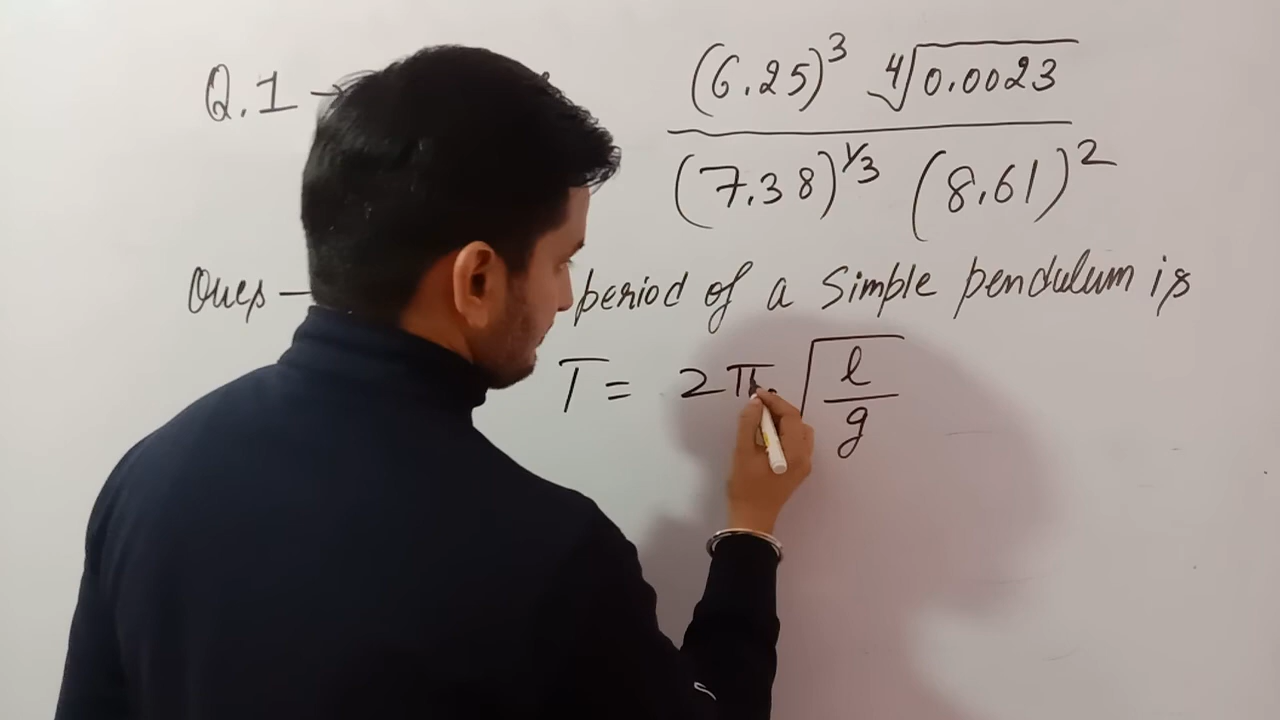 Q.1 → (6.25)³ ∜0.0023
(7.38)^1/3 (8.61)²
Ques – period of a Simple pendulum is
T = 2π √l/g